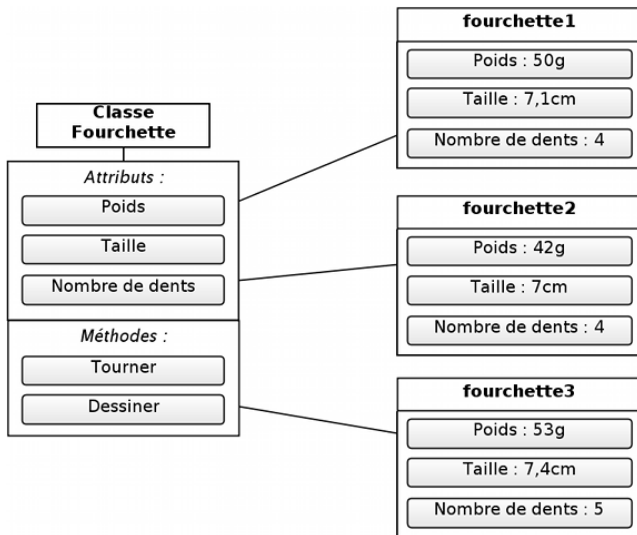 Classe
Fourchette
Attributs :
Poids
Taille
Nombre de dents
Méthodes :
Tourner
Dessiner
fourchette1
Poids : 50g
Taille : 7,1cm
Nombre de dents : 4
fourchette2
Poids : 42g
Taille : 7cm
Nombre de dents : 4
fourchette3
Poids : 53g
Taille : 7,4cm
Nombre de dents : 5